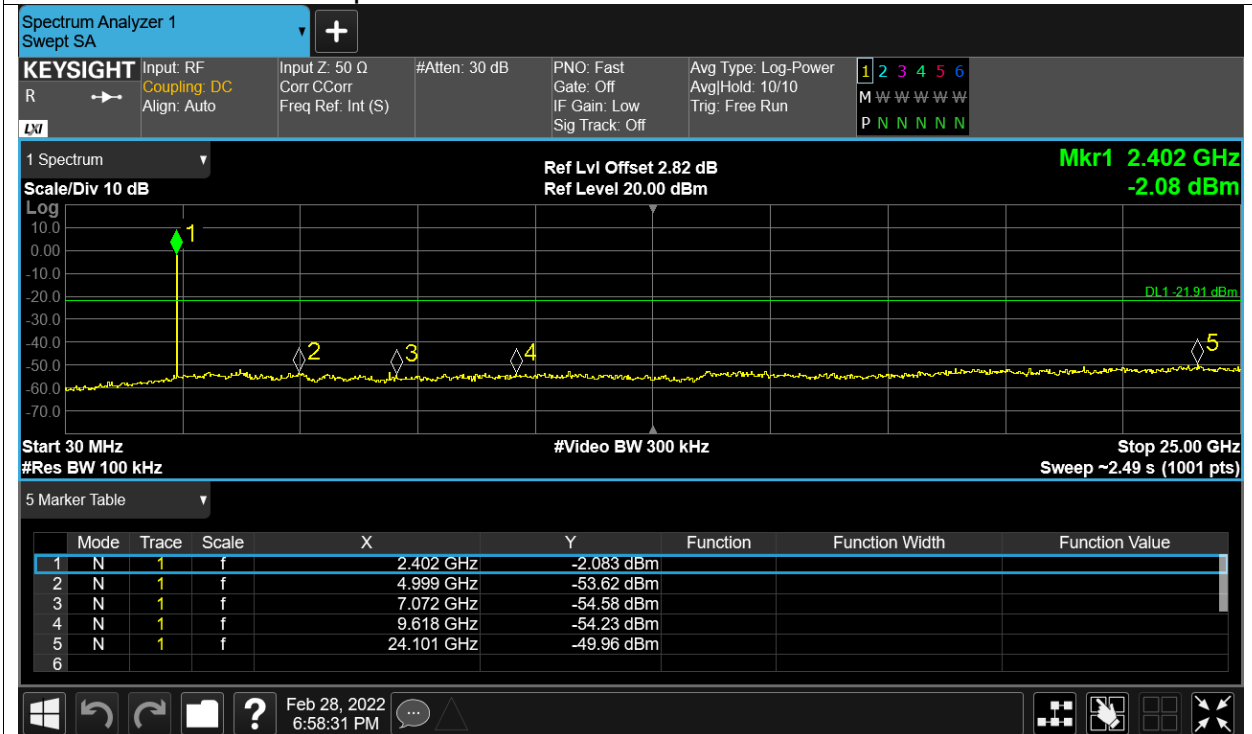 Spectrum Analyzer 1
Swept SA
+
KEYSIGHT Input: RF Input Z: 50 Ω #Atten: 30 dB PNO: Fast Avg Type: Log-Power 1 2 3 4 5 6
R Coupling: DC Corr CCorr Gate: Off Avg|Hold: 10/10 M W W W W W
Align: Auto Freq Ref: Int (S) IF Gain: Low Trig: Free Run
LXI Sig Track: Off P N N N N N
1 Spectrum Ref Lvl Offset 2.82 dB Mkr1 2.402 GHz
Scale/Div 10 dB Ref Level 20.00 dBm -2.08 dBm
Log
10.0 1
0.00
-10.0
-20.0 DL1 -21.91 dBm
-30.0
-40.0 2 3 4 5
-50.0
-60.0
-70.0
Start 30 MHz #Video BW 300 kHz Stop 25.00 GHz
#Res BW 100 kHz Sweep ~2.49 s (1001 pts)
5 Marker Table
Mode Trace Scale X Y Function Function Width Function Value
1 N 1 f 2.402 GHz -2.083 dBm
2 N 1 f 4.999 GHz -53.62 dBm
3 N 1 f 7.072 GHz -54.58 dBm
4 N 1 f 9.618 GHz -54.23 dBm
5 N 1 f 24.101 GHz -49.96 dBm
6
? Feb 28, 2022
6:58:31 PM